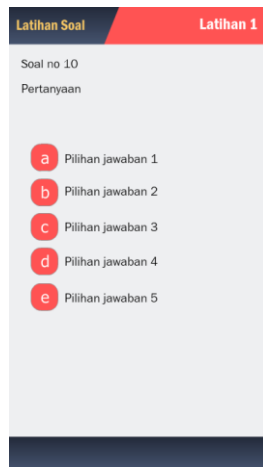 Latihan Soal Latihan 1
Soal no 10
Pertanyaan
a Pilihan jawaban 1
b Pilihan jawaban 2
c Pilihan jawaban 3
d Pilihan jawaban 4
e Pilihan jawaban 5